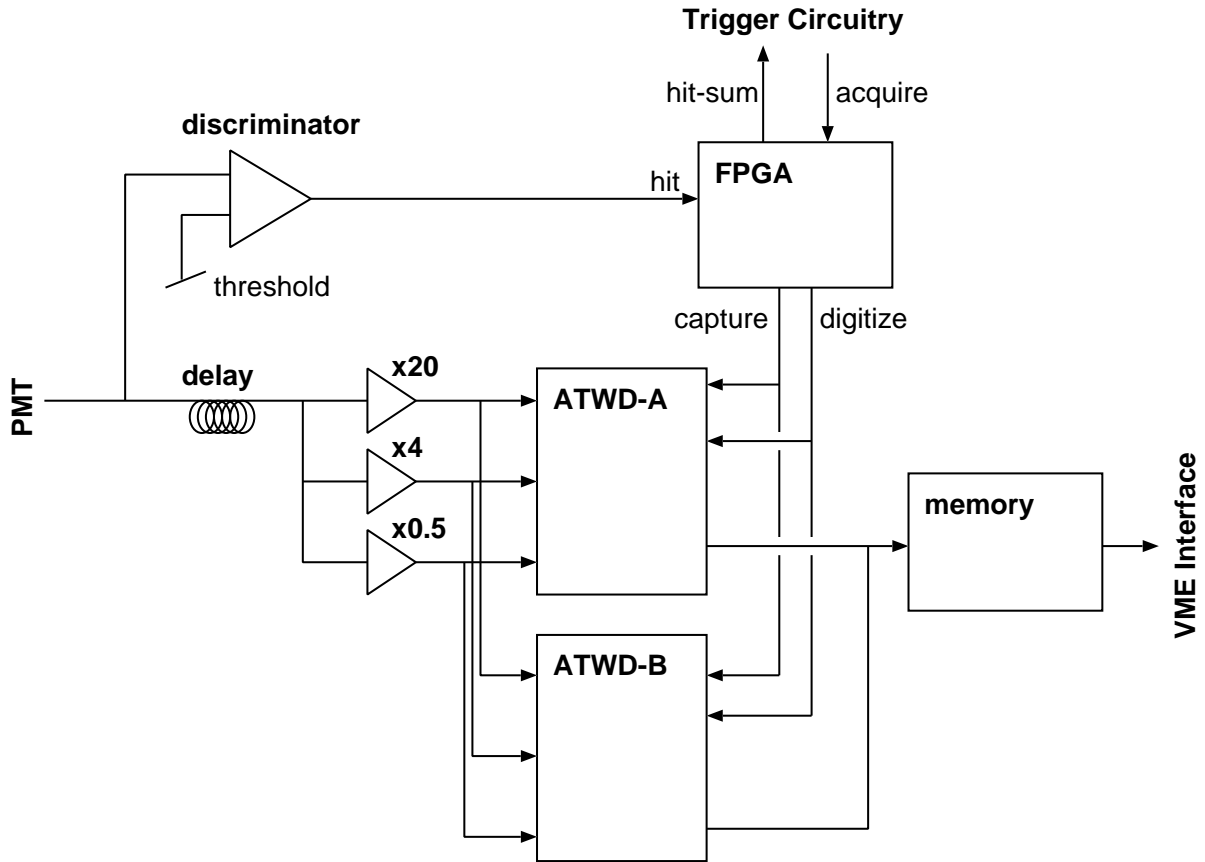 Trigger Circuitry
hit-sum
acquire
discriminator
FPGA
hit
threshold
capture
digitize
PMT
delay
x20
ATWD-A
x4
x0.5
memory
VME Interface
ATWD-B